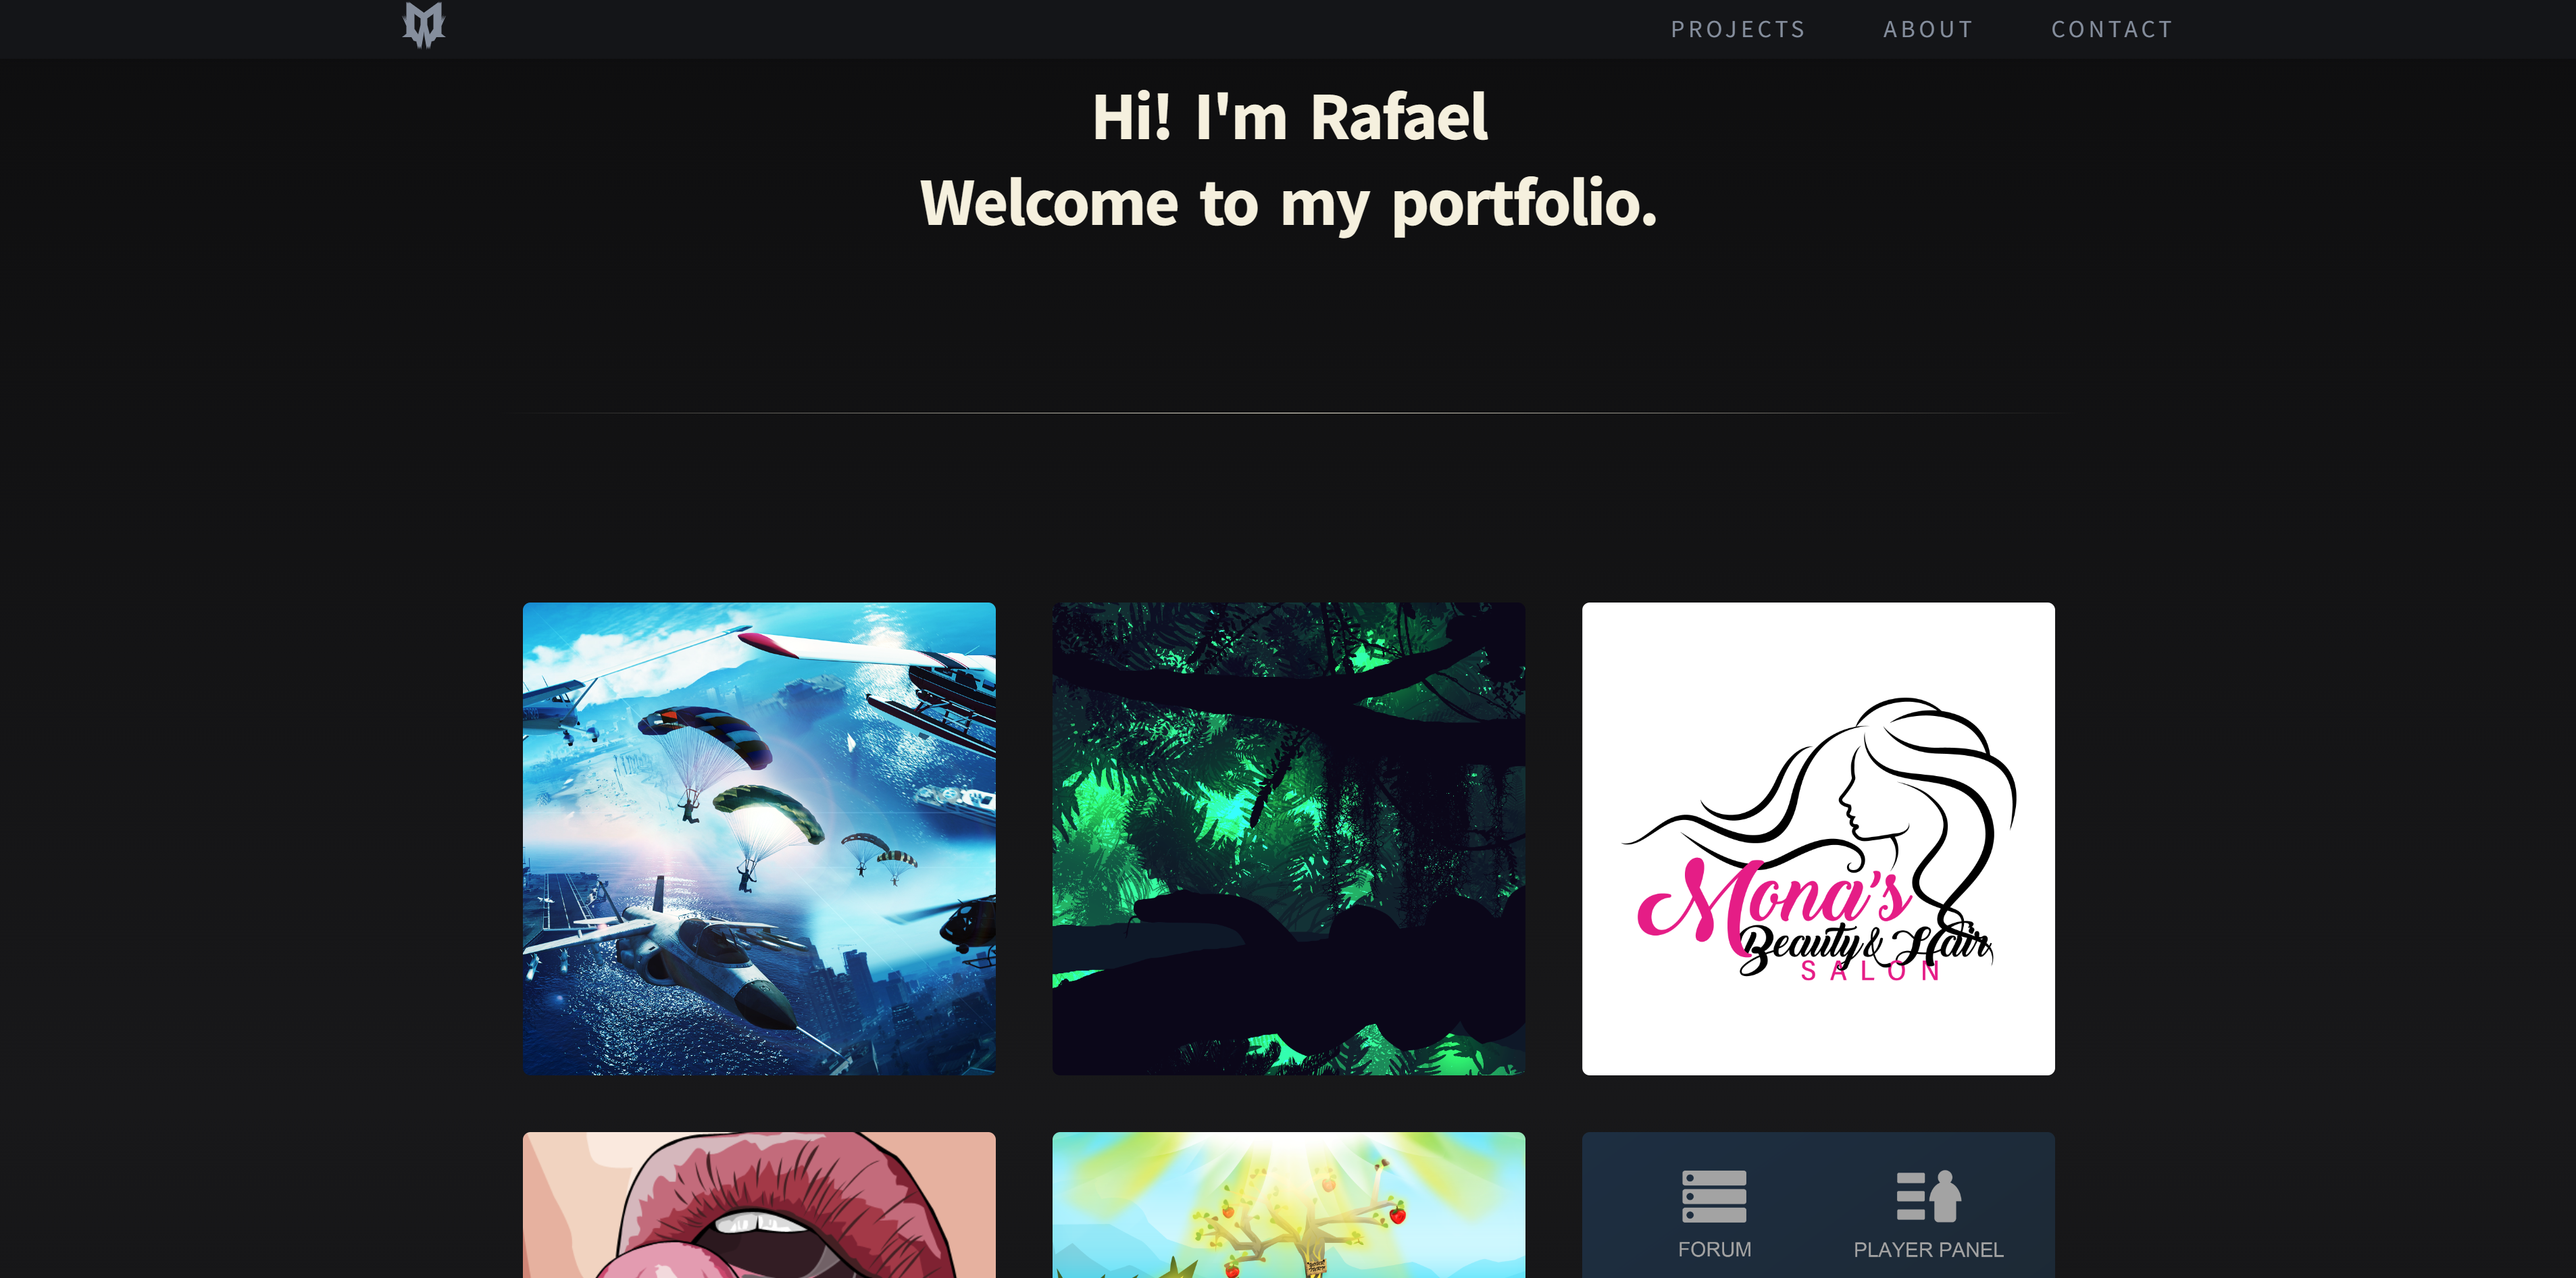 PROJECTS ABOUT CONTACT
Hi! I'm Rafael
Welcome to my portfolio.
Mona's
Beauty & Hair
SALON
FORUM PLAYER PANEL